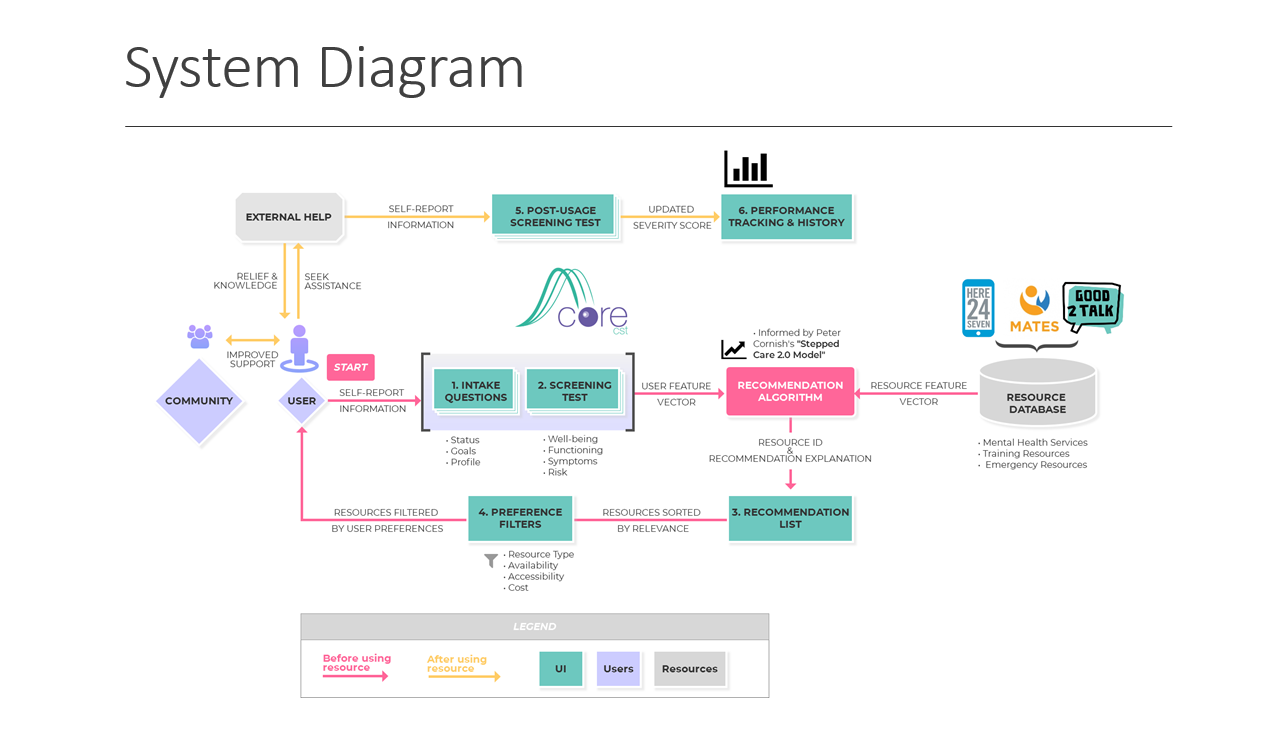 System Diagram
EXTERNAL HELP
SELF-REPORT
INFORMATION
5. POST-USAGE
SCREENING TEST
UPDATED
SEVERITY SCORE
6. PERFORMANCE
TRACKING & HISTORY
RELIEF &
KNOWLEDGE
SEEK
ASSISTANCE
core
cst
HERE
24
SEVEN
MATES
GOOD
2 TALK
IMPROVED
SUPPORT
COMMUNITY
USER
START
SELF-REPORT
INFORMATION
1. INTAKE
QUESTIONS
2. SCREENING
TEST
• Status
• Goals
• Profile
• Well-being
• Functioning
• Symptoms
• Risk
USER FEATURE
VECTOR
• Informed by Peter
Cornish's "Stepped
Care 2.0 Model"
RECOMMENDATION
ALGORITHM
RESOURCE FEATURE
VECTOR
RESOURCE
DATABASE
• Mental Health Services
• Training Resources
• Emergency Resources
RESOURCE ID
&
RECOMMENDATION EXPLANATION
3. RECOMMENDATION
LIST
RESOURCES SORTED
BY RELEVANCE
4. PREFERENCE
FILTERS
• Resource Type
• Availability
• Accessibility
• Cost
RESOURCES FILTERED
BY USER PREFERENCES
LEGEND
Before using
resource
After using
resource
UI
Users
Resources